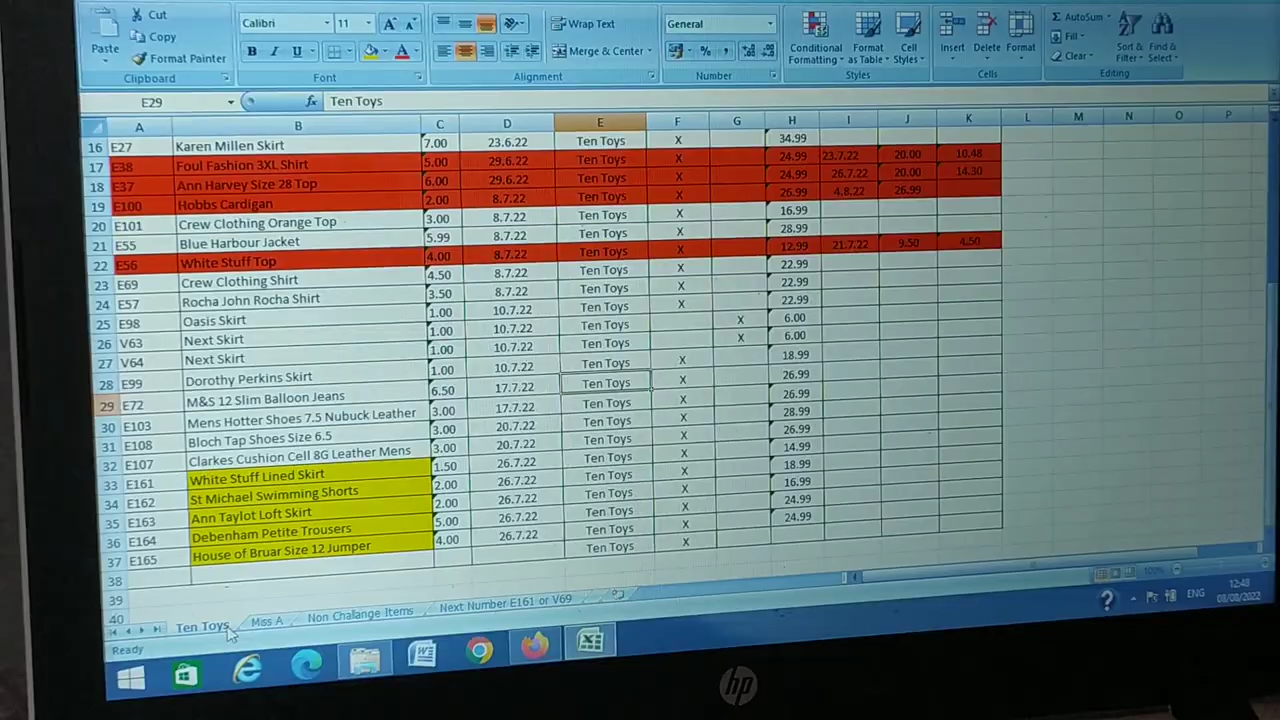 Cut Calibri 11 A A Wrap Text General Σ AutoSum
Paste Copy B I U A Merge & Center % , Conditional Formatting Format as Table Cell Styles Insert Delete Format Fill Sort & Filter Find & Select
Format Painter Clear
Clipboard Font Alignment Number Styles Cells Editing
E29 fx Ten Toys
A B C D E F G H I J K L M N O P
16 E27 Karen Millen Skirt 7.00 23.6.22 Ten Toys X 34.99
17 E38 Foul Fashion 3XL Shirt 5.00 29.6.22 Ten Toys X 24.99 23.7.22 20.00 10.48
18 E37 Ann Harvey Size 28 Top 6.00 29.6.22 Ten Toys X 24.99 26.7.22 20.00 14.30
19 E100 Hobbs Cardigan 2.00 8.7.22 Ten Toys X 26.99 4.8.22 26.99
20 E101 Crew Clothing Orange Top 3.00 8.7.22 Ten Toys X 16.99
21 E55 Blue Harbour Jacket 5.99 8.7.22 Ten Toys X 28.99
22 E56 White Stuff Top 4.00 8.7.22 Ten Toys X 12.99 21.7.22 9.50 4.50
23 E69 Crew Clothing Shirt 4.50 8.7.22 Ten Toys X 22.99
24 E57 Rocha John Rocha Shirt 3.50 8.7.22 Ten Toys X 22.99
25 E98 Oasis Skirt 1.00 10.7.22 Ten Toys X 22.99
26 V63 Next Skirt 1.00 10.7.22 Ten Toys X 6.00
27 V64 Next Skirt 1.00 10.7.22 Ten Toys X 6.00
28 E99 Dorothy Perkins Skirt 1.00 10.7.22 Ten Toys X 18.99
29 E72 M&S 12 Slim Balloon Jeans 6.50 17.7.22 Ten Toys X 26.99
30 E103 Mens Hotter Shoes 7.5 Nubuck Leather 3.00 17.7.22 Ten Toys X 26.99
31 E108 Bloch Tap Shoes Size 6.5 3.00 20.7.22 Ten Toys X 28.99
32 E107 Clarkes Cushion Cell 8G Leather Mens 3.00 20.7.22 Ten Toys X 26.99
33 E161 White Stuff Lined Skirt 1.50 26.7.22 Ten Toys X 14.99
34 E162 St Michael Swimming Shorts 2.00 26.7.22 Ten Toys X 18.99
35 E163 Ann Taylot Loft Skirt 2.00 26.7.22 Ten Toys X 16.99
36 E164 Debenham Petite Trousers 5.00 26.7.22 Ten Toys X 24.99
37 E165 House of Bruar Size 12 Jumper 4.00 26.7.22 Ten Toys X 24.99
38
39
40
Ten Toys Miss A Non Challange Items Next Number E161 or V69
Ready 100%
ENG 12:48
08/08/2022
hp